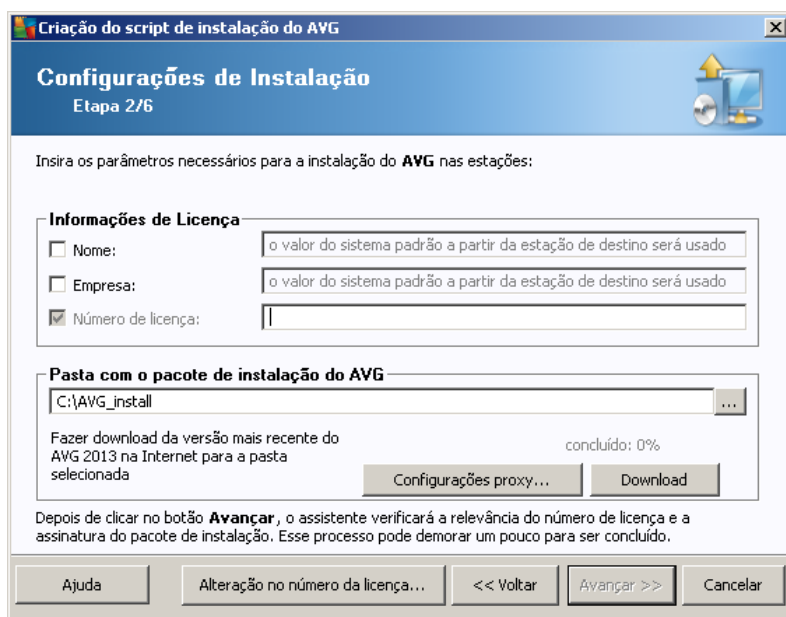 Criação do script de instalação do AVG
Configurações de Instalação
Etapa 2/6
Insira os parâmetros necessários para a instalação do AVG nas estações:
Informações de Licença
Nome:
o valor do sistema padrão a partir da estação de destino será usado
Empresa:
o valor do sistema padrão a partir da estação de destino será usado
Número de licença:
Pasta com o pacote de instalação do AVG
C:\AVG_install
...
Fazer download da versão mais recente do
AVG 2013 na Internet para a pasta
selecionada
concluído: 0%
Configurações proxy...
Download
Depois de clicar no botão Avançar, o assistente verificará a relevância do número de licença e a
assinatura do pacote de instalação. Esse processo pode demorar um pouco para ser concluído.
Ajuda
Alteração no número da licença...
<< Voltar
Avançar >>
Cancelar